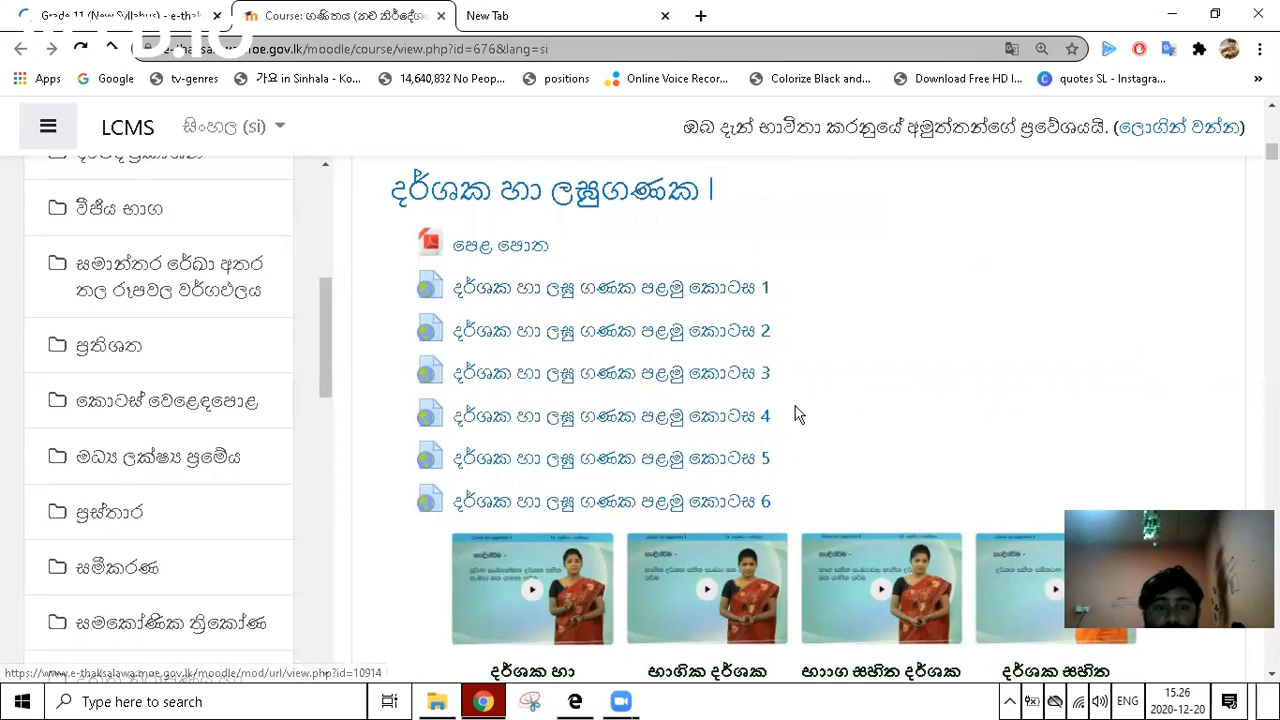 Grade 11 (New Syllabus) - e-thak
Course: ගණිතය (නව නිර්දේශ
New Tab
e-thaksalawa.moe.gov.lk/moodle/course/view.php?id=676&lang=si
Apps Google tv-genres 가요 in Sinhala - Ko... 14,640,832 No Peop... positions Online Voice Recor... Colorize Black and... Download Free HD I... quotes SL - Instagra...
LCMS සිංහල (si) ඔබ දැන් භාවිතා කරනුයේ අමුත්තන්ගේ ප්‍රවේශයයි. (ලොගින් වන්න)
වීජීය භාග
සමාන්තර රේඛා අතර
තල රූපවල වර්ගඵලය
ප්‍රතිශත
කොටස් වෙළෙඳපොළ
මධ්‍ය ලක්ෂ්‍ය ප්‍රමේය
ප්‍රස්තාර
සමීකරණ
සමකෝණික ත්‍රිකෝණ
දර්ශක හා ලඝුගණක I
පෙළ පොත
දර්ශක හා ලඝු ගණක පළමු කොටස 1
දර්ශක හා ලඝු ගණක පළමු කොටස 2
දර්ශක හා ලඝු ගණක පළමු කොටස 3
දර්ශක හා ලඝු ගණක පළමු කොටස 4
දර්ශක හා ලඝු ගණක පළමු කොටස 5
දර්ශක හා ලඝු ගණක පළමු කොටස 6
දර්ශක හා භාගික දර්ශක භාාග සහිත දර්ශක දර්ශක සහිත
https://www.e-thaksalawa.moe.gov.lk/moodle/mod/url/view.php?id=10914
Type here to search
ENG
15.26
2020-12-20